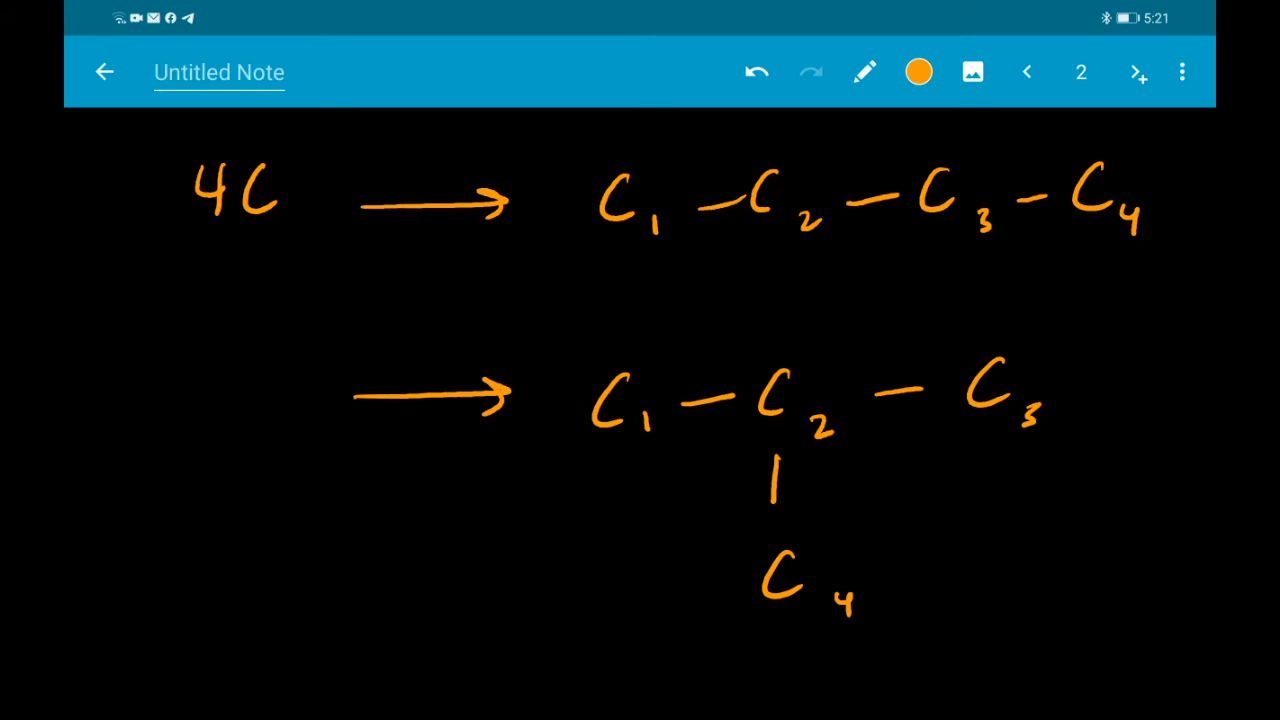 5:21
Untitled Note 2
4C → C₁ – C₂ – C₃ – C₄
→ C₁ – C₂ – C₃
|
C₄